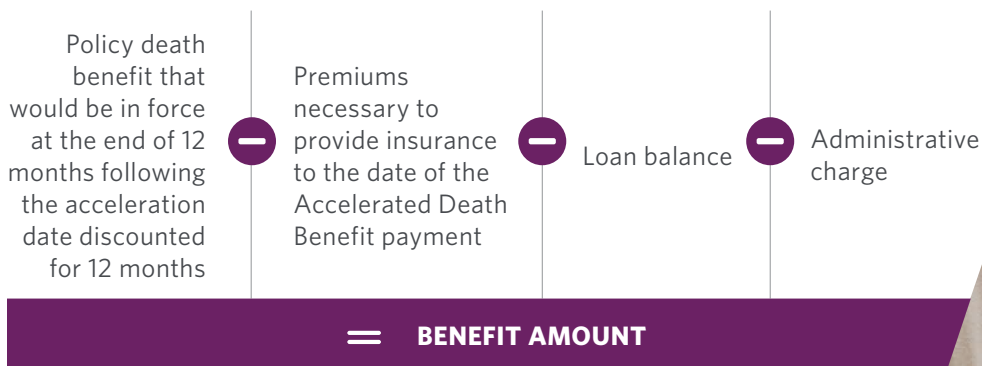 Policy death
benefit that
would be in force
at the end of 12
months following
the acceleration
date discounted
for 12 months
−
Premiums
necessary to
provide insurance
to the date of the
Accelerated Death
Benefit payment
−
Loan balance
−
Administrative
charge
= BENEFIT AMOUNT